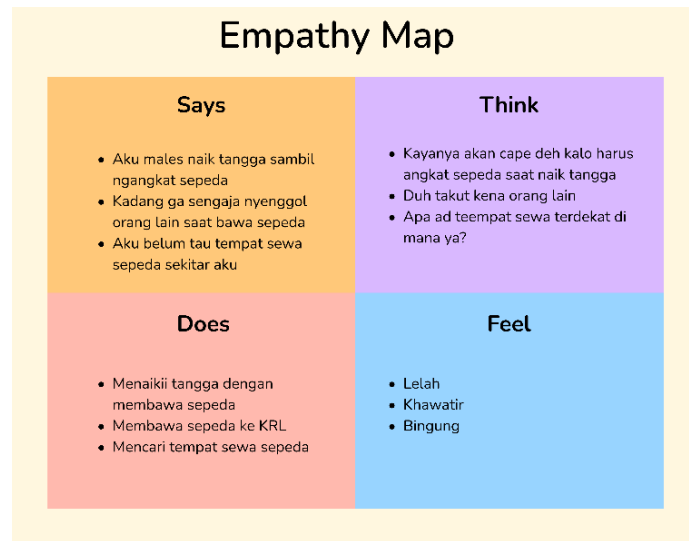 Empathy Map
Says
• Aku males naik tangga sambil
ngangkat sepeda
• Kadang ga sengaja nyenggol
orang lain saat bawa sepeda
• Aku belum tau tempat sewa
sepeda sekitar aku
Think
• Kayanya akan cape deh kalo harus
angkat sepeda saat naik tangga
• Duh takut kena orang lain
• Apa ad teempat sewa terdekat di
mana ya?
Does
• Menaikii tangga dengan
membawa sepeda
• Membawa sepeda ke KRL
• Mencari tempat sewa sepeda
Feel
• Lelah
• Khawatir
• Bingung